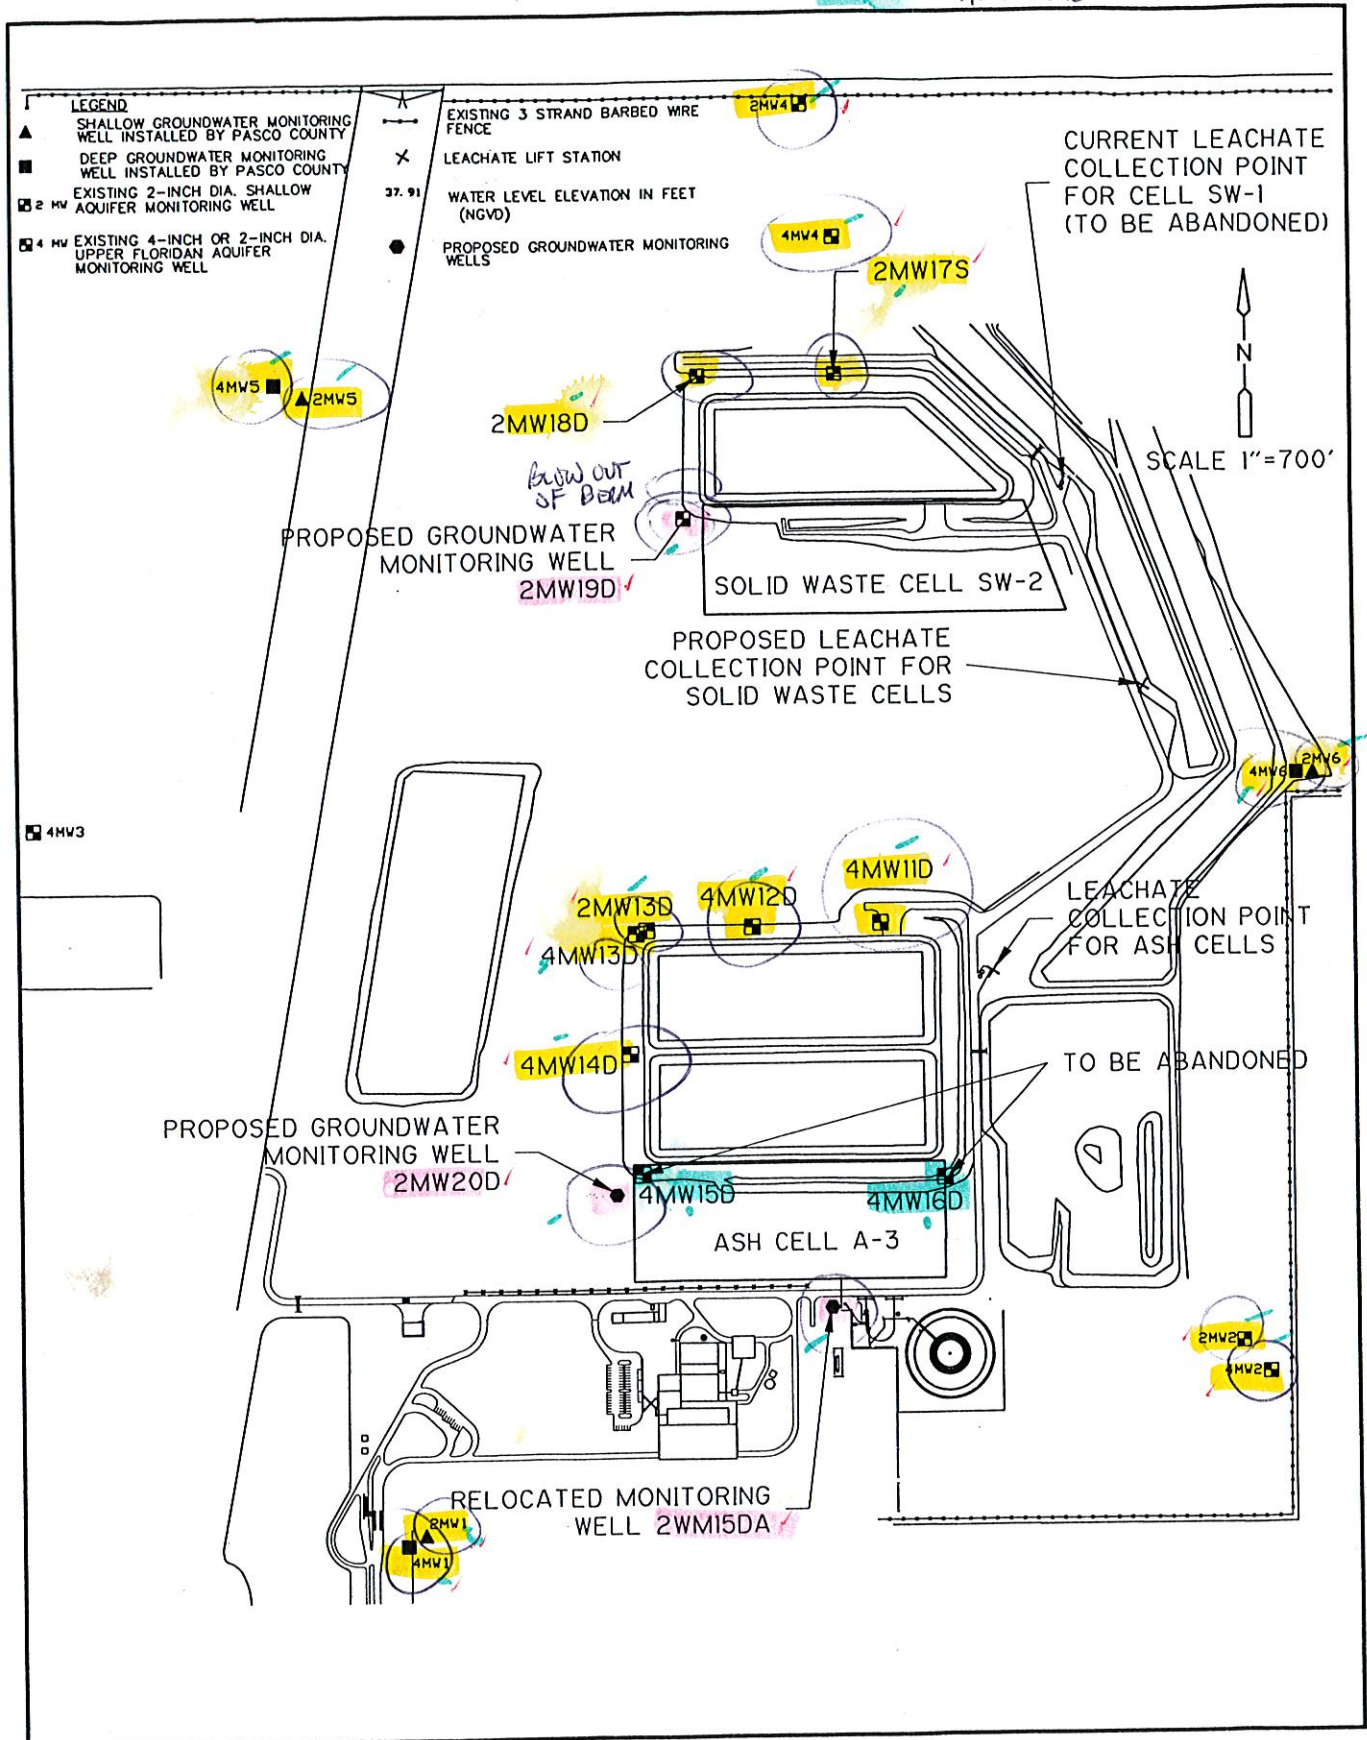 LEGEND
SHALLOW GROUNDWATER MONITORING
WELL INSTALLED BY PASCO COUNTY
DEEP GROUNDWATER MONITORING
WELL INSTALLED BY PASCO COUNTY
2 MW EXISTING 2-INCH DIA. SHALLOW
AQUIFER MONITORING WELL
4 MW EXISTING 4-INCH OR 2-INCH DIA.
UPPER FLORIDAN AQUIFER
MONITORING WELL
EXISTING 3 STRAND BARBED WIRE
FENCE
LEACHATE LIFT STATION
37.91 WATER LEVEL ELEVATION IN FEET
(NGVD)
PROPOSED GROUNDWATER MONITORING
WELLS
2MW4
4MW4
2MW17S
CURRENT LEACHATE
COLLECTION POINT
FOR CELL SW-1
(TO BE ABANDONED)
N
SCALE 1"=700'
4MW5
2MW5
2MW18D
BLOW OUT
OF BERM
PROPOSED GROUNDWATER
MONITORING WELL
2MW19D
SOLID WASTE CELL SW-2
PROPOSED LEACHATE
COLLECTION POINT FOR
SOLID WASTE CELLS
4MW6
2MW6
4MW3
2MW13D
4MW12D
4MW11D
4MW13D
LEACHATE
COLLECTION POINT
FOR ASH CELLS
4MW14D
TO BE ABANDONED
PROPOSED GROUNDWATER
MONITORING WELL
2MW20D
4MW15D
4MW16D
ASH CELL A-3
2MW2
4MW2
RELOCATED MONITORING
WELL 2WM15DA
2MW1
4MW1